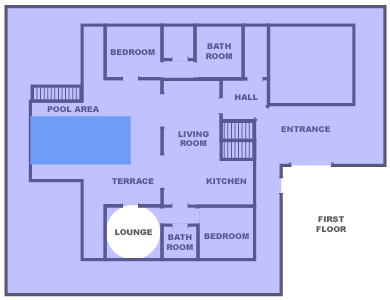 BEDROOM
BATH
ROOM
HALL
POOL AREA
ENTRANCE
LIVING
ROOM
TERRACE
KITCHEN
LOUNGE
BATH
ROOM
BEDROOM
FIRST
FLOOR